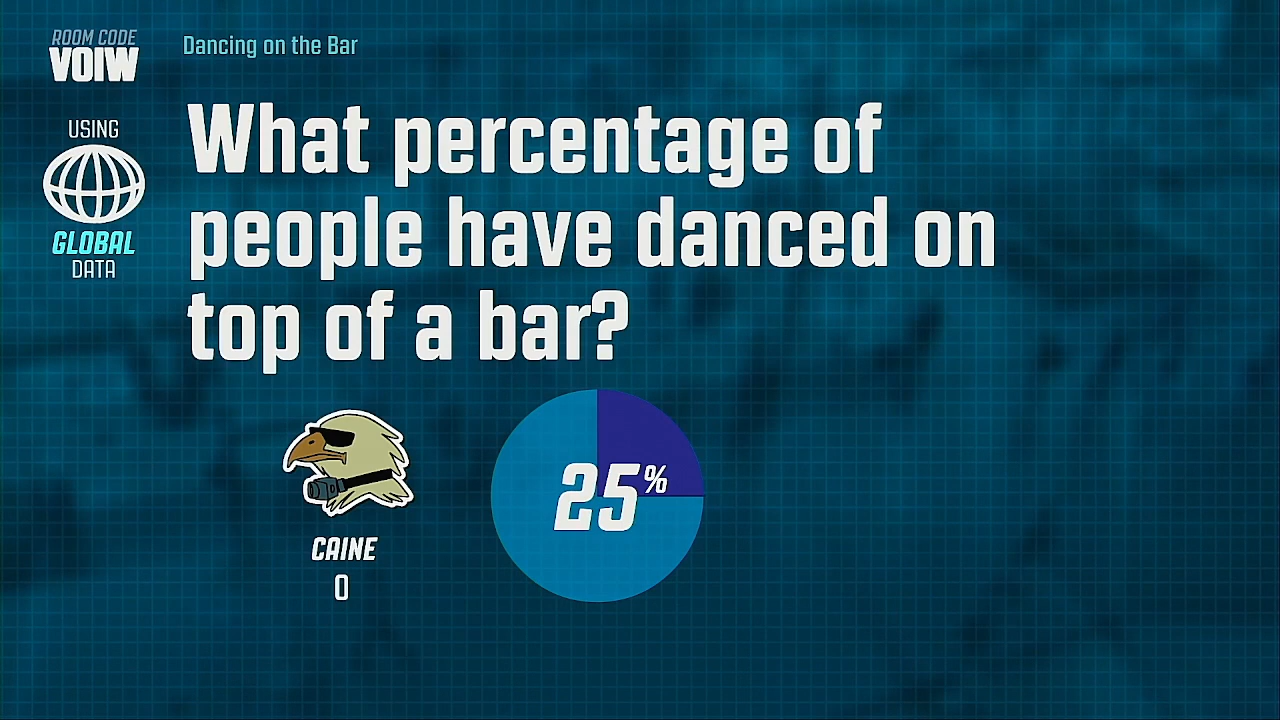 ROOM CODE
VOIW
Dancing on the Bar
USING
GLOBAL
DATA
What percentage of
people have danced on
top of a bar?
25%
CAINE
0